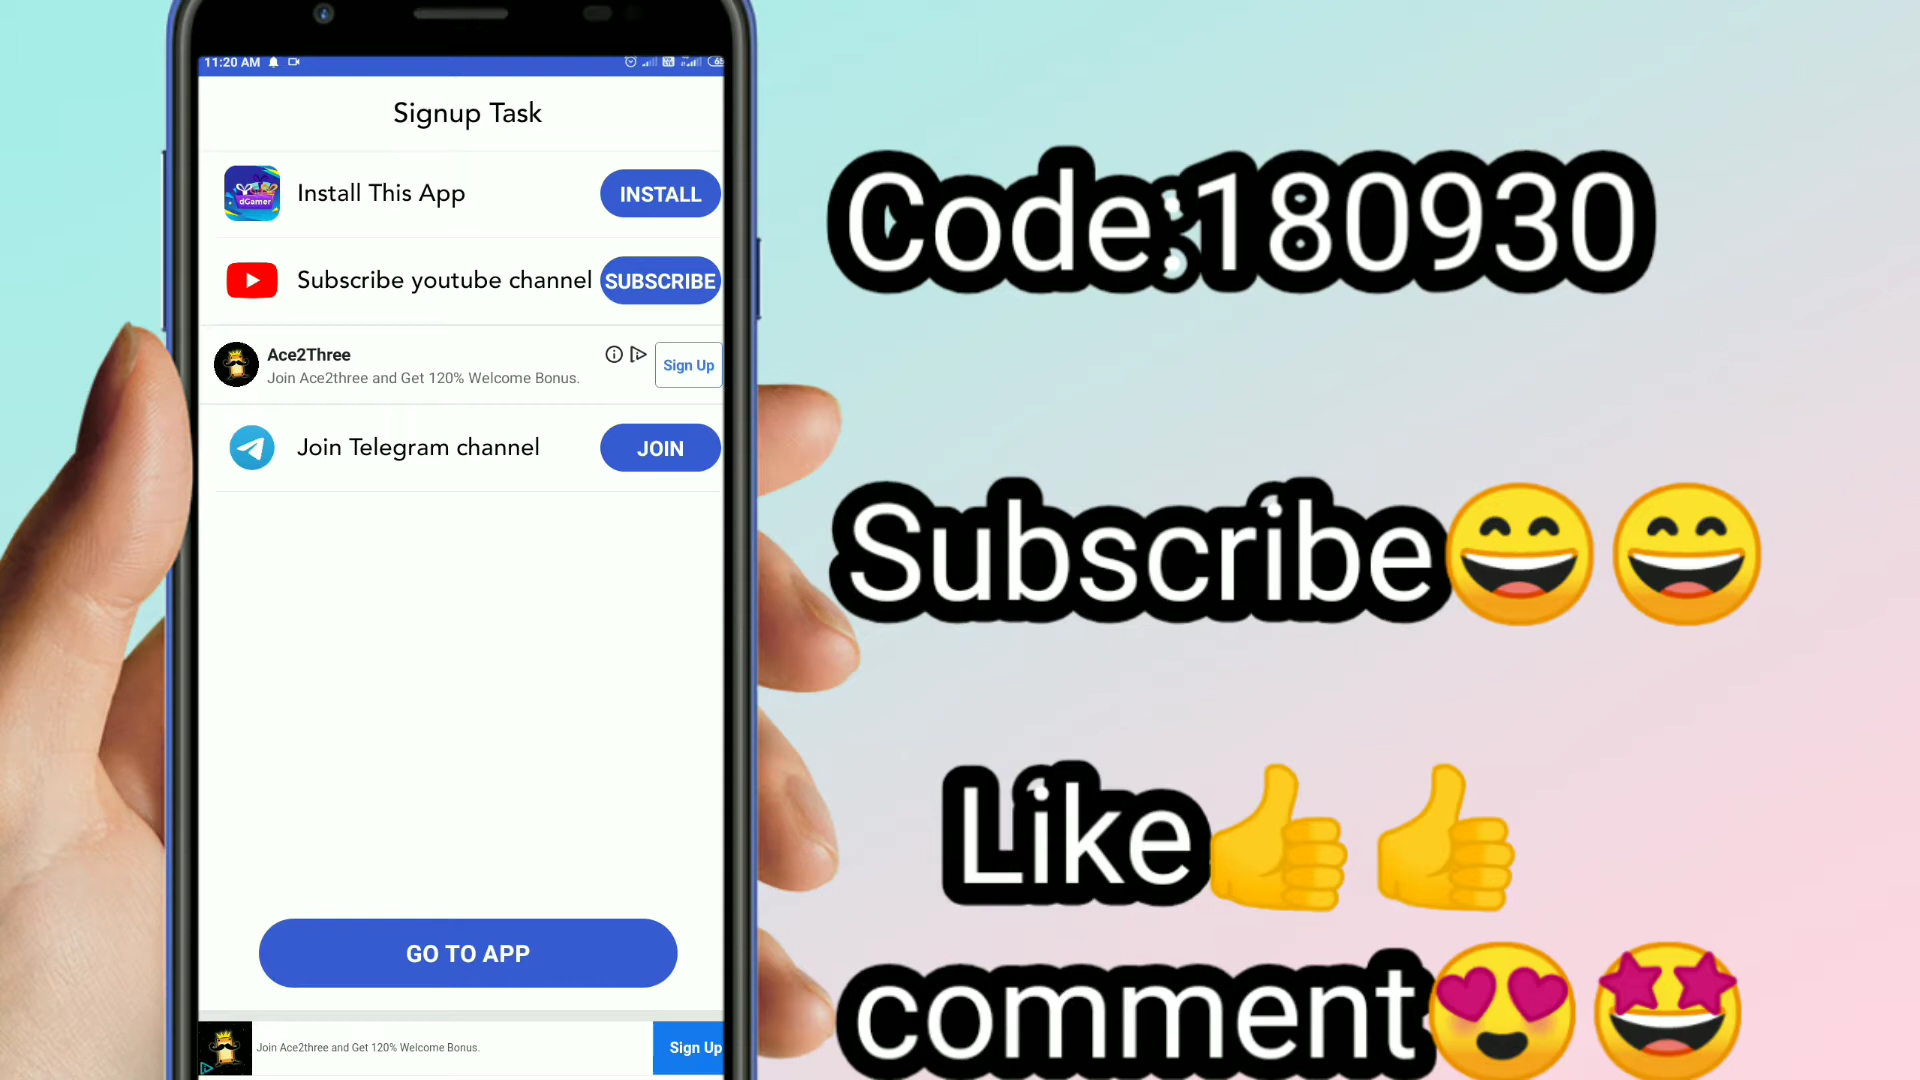 11:20 AM
Signup Task
dGamer
Install This App
INSTALL
Subscribe youtube channel
SUBSCRIBE
Ace2Three
Join Ace2three and Get 120% Welcome Bonus.
Sign Up
Join Telegram channel
JOIN
GO TO APP
Join Ace2three and Get 120% Welcome Bonus.
Sign Up
Code:180930
Subscribe😄😄
Like👍👍
comment😍🤩